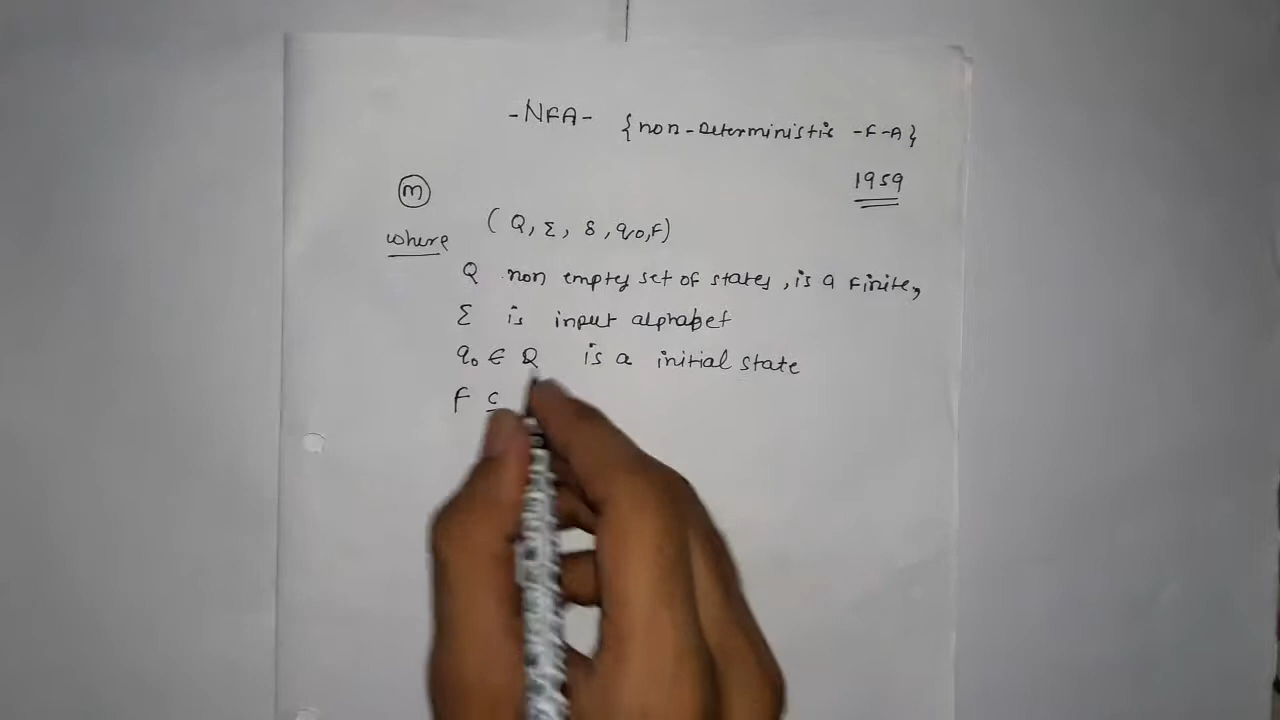 -NFA- {non-Deterministic -F-A}
1959
m
(Q, Σ, δ, q0, F)
where
Q non empty set of states, is a Finite,
Σ is input alphabet
q0 ∈ Q is a initial state
F ⊆